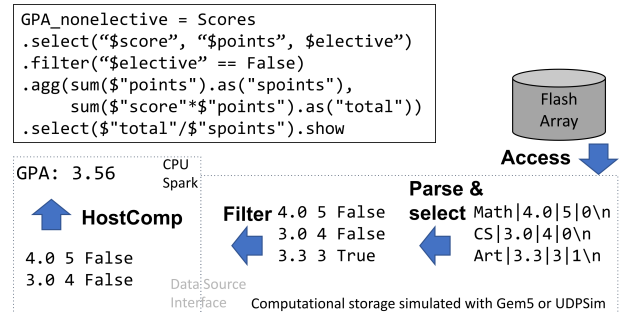 GPA_nonelective = Scores
.select(“$score”, “$points”, $elective”)
.filter(“$elective” == False)
.agg(sum($"points").as("spoints"),
sum($"score"*$"points").as("total"))
.select($"total"/$"spoints").show
Flash
Array
Access
GPA: 3.56
CPU
Spark
HostComp
4.0 5 False
3.0 4 False
Data Source
Interface
Filter
4.0 5 False
3.0 4 False
3.3 3 True
Parse &
select
Math|4.0|5|0\n
CS|3.0|4|0\n
Art|3.3|3|1\n
Computational storage simulated with Gem5 or UDPSim